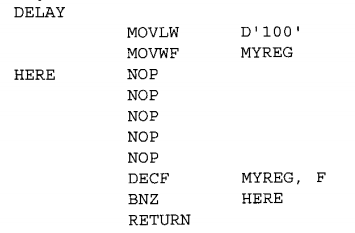 DELAY
MOVLW D'100'
MOVWF MYREG
HERE NOP
NOP
NOP
NOP
NOP
DECF MYREG, F
BNZ HERE
RETURN